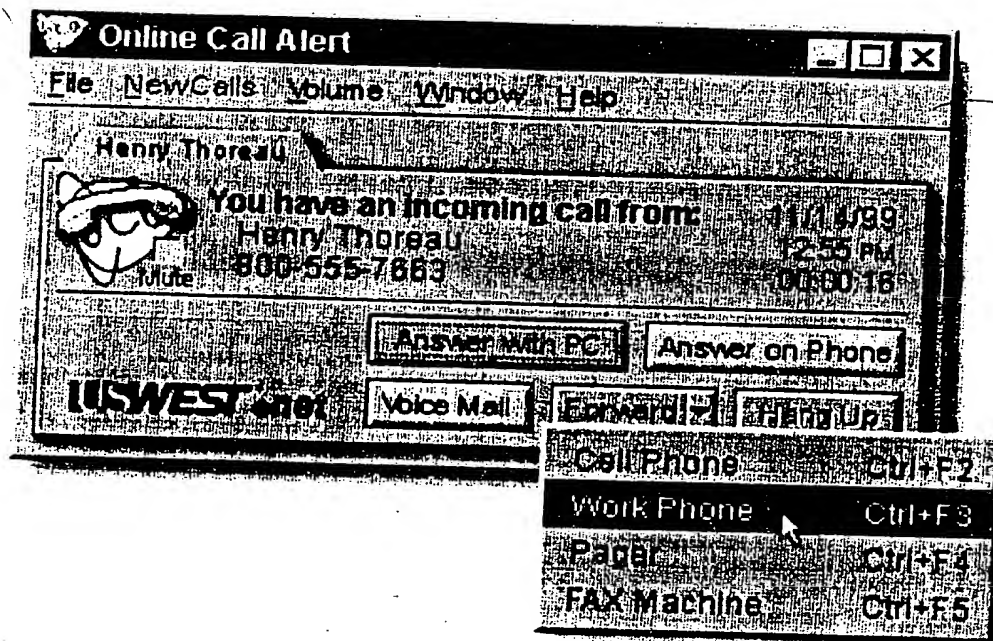 Online Call Alert
File NewCalls Volume Window Help
Henry Thoreau
You have an incoming call from: 11/14/99
Henry Thoreau 12:55 PM
800-555-7663 00:00:16
Mute
Answer with PC Answer on Phone
USWEST .net Voice Mail Forward Hang Up
Cell Phone Ctrl+F2
Work Phone Ctrl+F3
Pager Ctrl+F4
FAX Machine Ctrl+F5